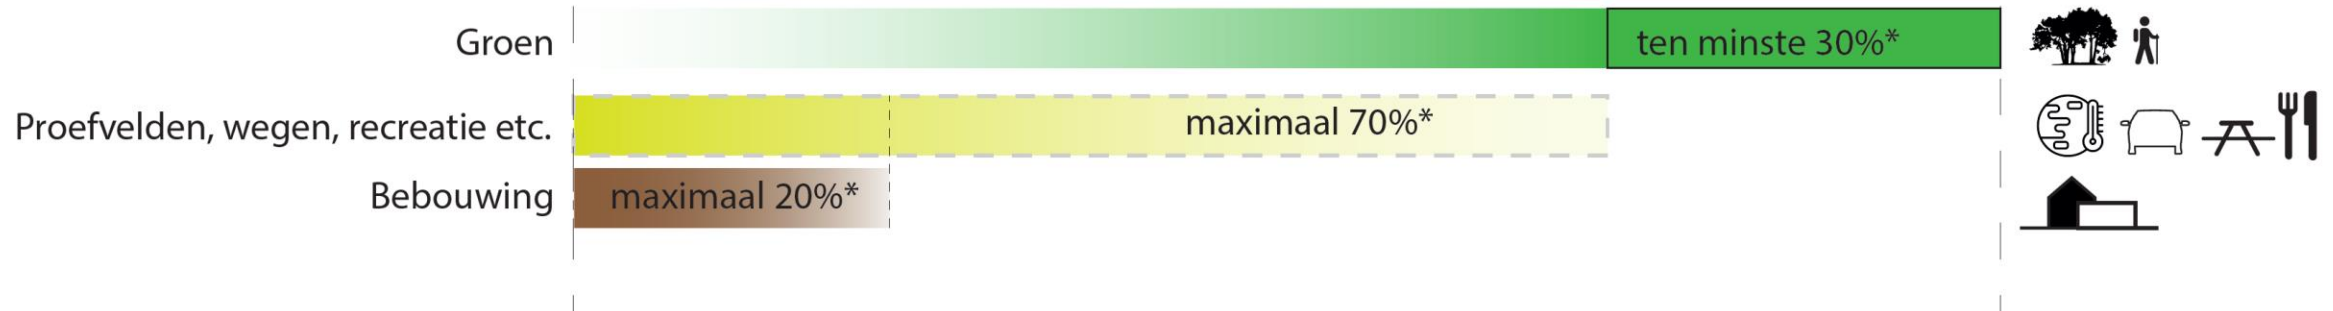 Groen
ten minste 30%*
Proefvelden, wegen, recreatie etc.
maximaal 70%*
Bebouwing
maximaal 20%*